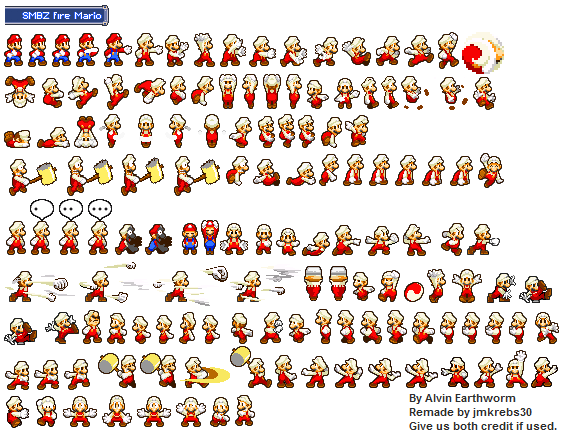 SMBZ fire Mario
By Alvin Earthworm
Remade by jmkrebs30
Give us both credit if used.